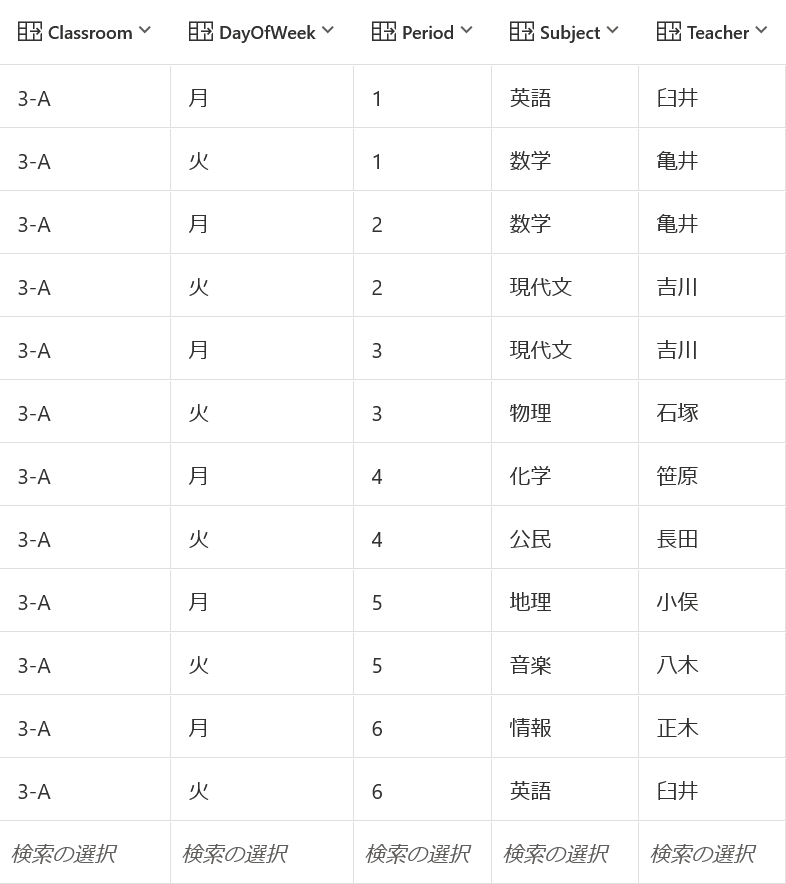 Classroom DayOfWeek Period Subject Teacher
3-A 月 1 英語 臼井
3-A 火 1 数学 亀井
3-A 月 2 数学 亀井
3-A 火 2 現代文 吉川
3-A 月 3 現代文 吉川
3-A 火 3 物理 石塚
3-A 月 4 化学 笹原
3-A 火 4 公民 長田
3-A 月 5 地理 小俣
3-A 火 5 音楽 八木
3-A 月 6 情報 正木
3-A 火 6 英語 臼井
検索の選択 検索の選択 検索の選択 検索の選択 検索の選択